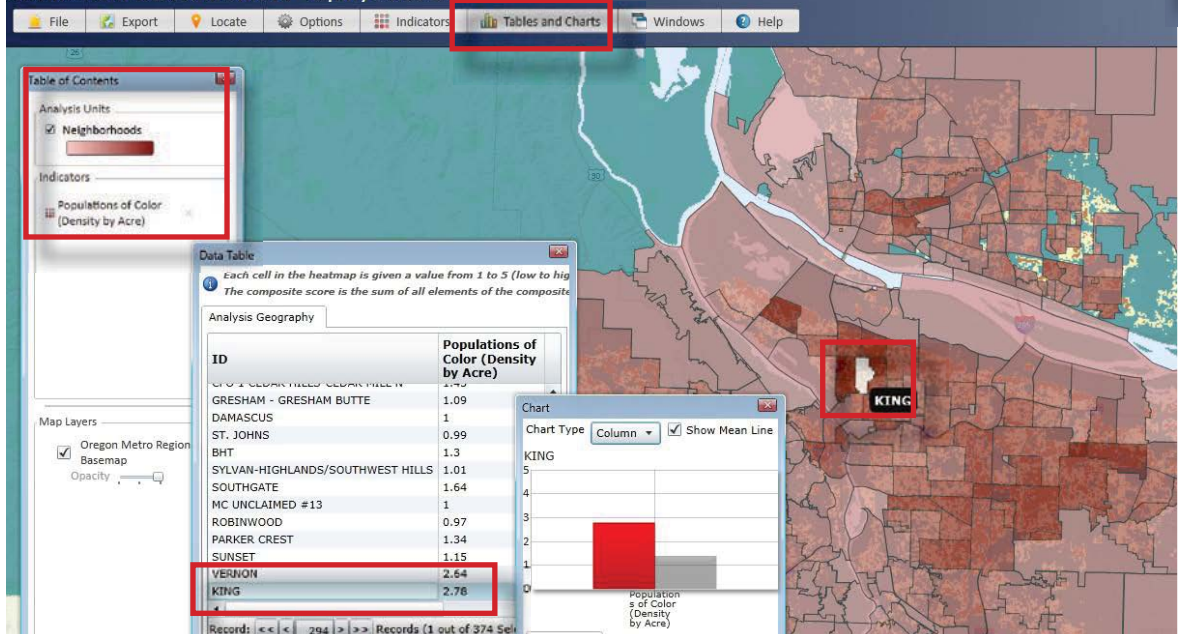 File Export Locate Options Indicators Tables and Charts Windows Help
26
30
Table of Contents
Analysis Units
Neighborhoods
Indicators
Populations of Color
(Density by Acre)
Map Layers
Oregon Metro Region
Basemap
Opacity
Data Table
Each cell in the heatmap is given a value from 1 to 5 (low to hig
The composite score is the sum of all elements of the composite
Analysis Geography
ID Populations of
Color (Density
by Acre)
GRESHAM - GRESHAM BUTTE 1.09
DAMASCUS 1
ST. JOHNS 0.99
BHT 1.3
SYLVAN-HIGHLANDS/SOUTHWEST HILLS 1.01
SOUTHGATE 1.64
MC UNCLAIMED #13 1
ROBINWOOD 0.97
PARKER CREST 1.34
SUNSET 1.15
VERNON 2.64
KING 2.78
Record: << < 294 > >> Records (1 out of 374 Sel
Chart
Chart Type Column Show Mean Line
KING
5
4
3
2
1
0
Population
s of Color
(Density
by Acre)
KING